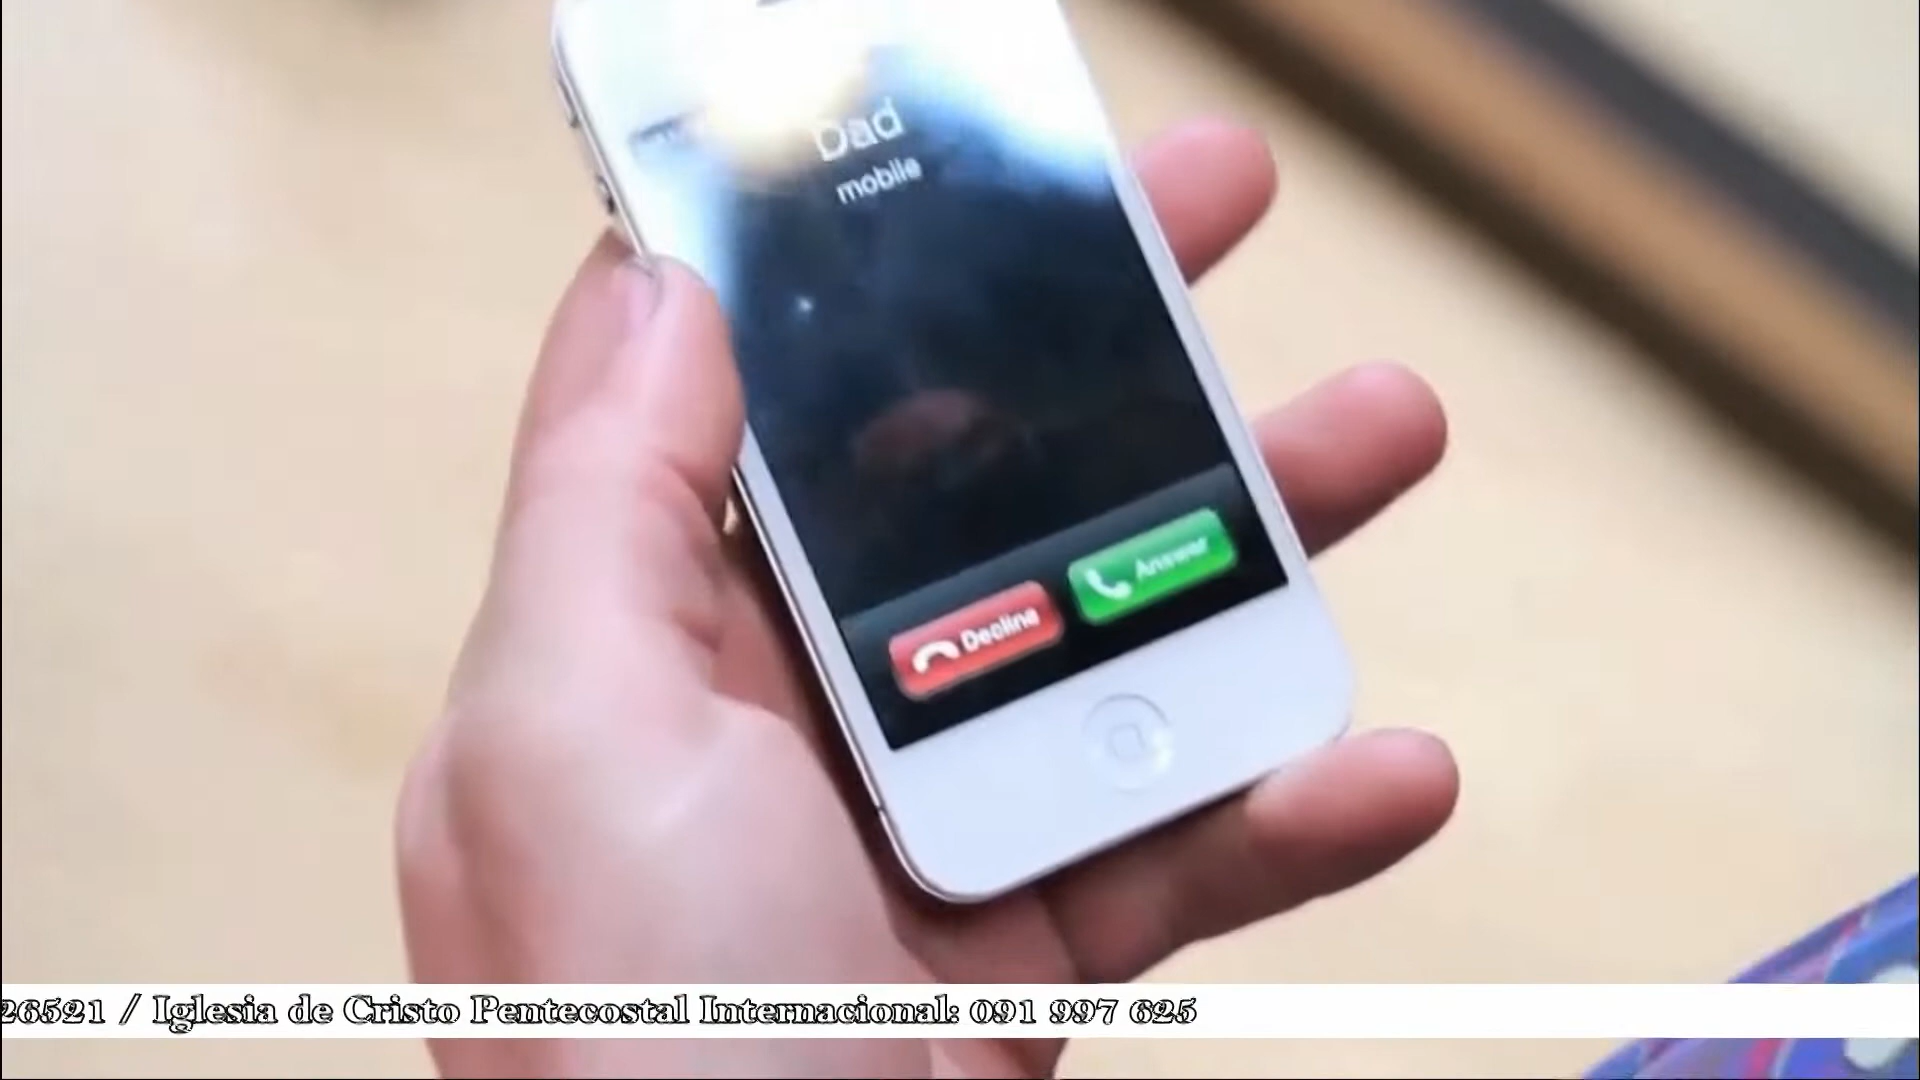 Dad
mobile
Answer
Decline
26521 / Iglesia de Cristo Pentecostal Internacional: 091 997 625